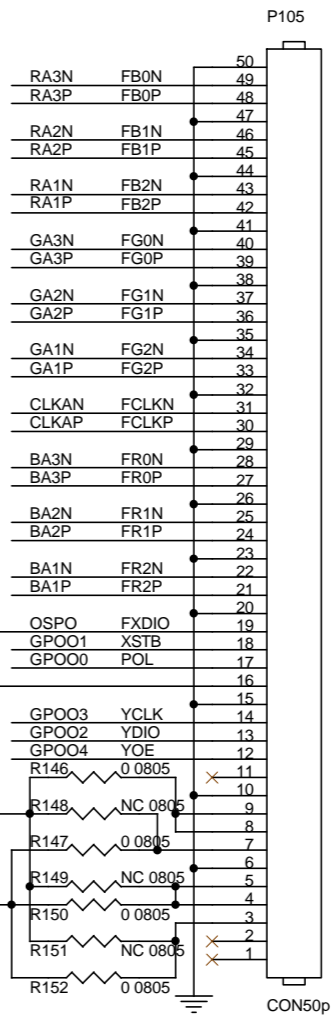 P105
50
RA3N FB0N 49
RA3P FB0P 48
47
RA2N FB1N 46
RA2P FB1P 45
44
RA1N FB2N 43
RA1P FB2P 42
41
GA3N FG0N 40
GA3P FG0P 39
38
GA2N FG1N 37
GA2P FG1P 36
35
GA1N FG2N 34
GA1P FG2P 33
32
CLKAN FCLKN 31
CLKAP FCLKP 30
29
BA3N FR0N 28
BA3P FR0P 27
26
BA2N FR1N 25
BA2P FR1P 24
23
BA1N FR2N 22
BA1P FR2P 21
20
OSPO FXDIO 19
GPOO1 XSTB 18
GPOO0 POL 17
16
15
GPOO3 YCLK 14
GPOO2 YDIO 13
GPOO4 YOE 12
R146 0 0805 11
10
R148 NC 0805 9
8
R147 0 0805 7
6
R149 NC 0805 5
R150 0 0805 4
3
R151 NC 0805 2
1
R152 0 0805
CON50p